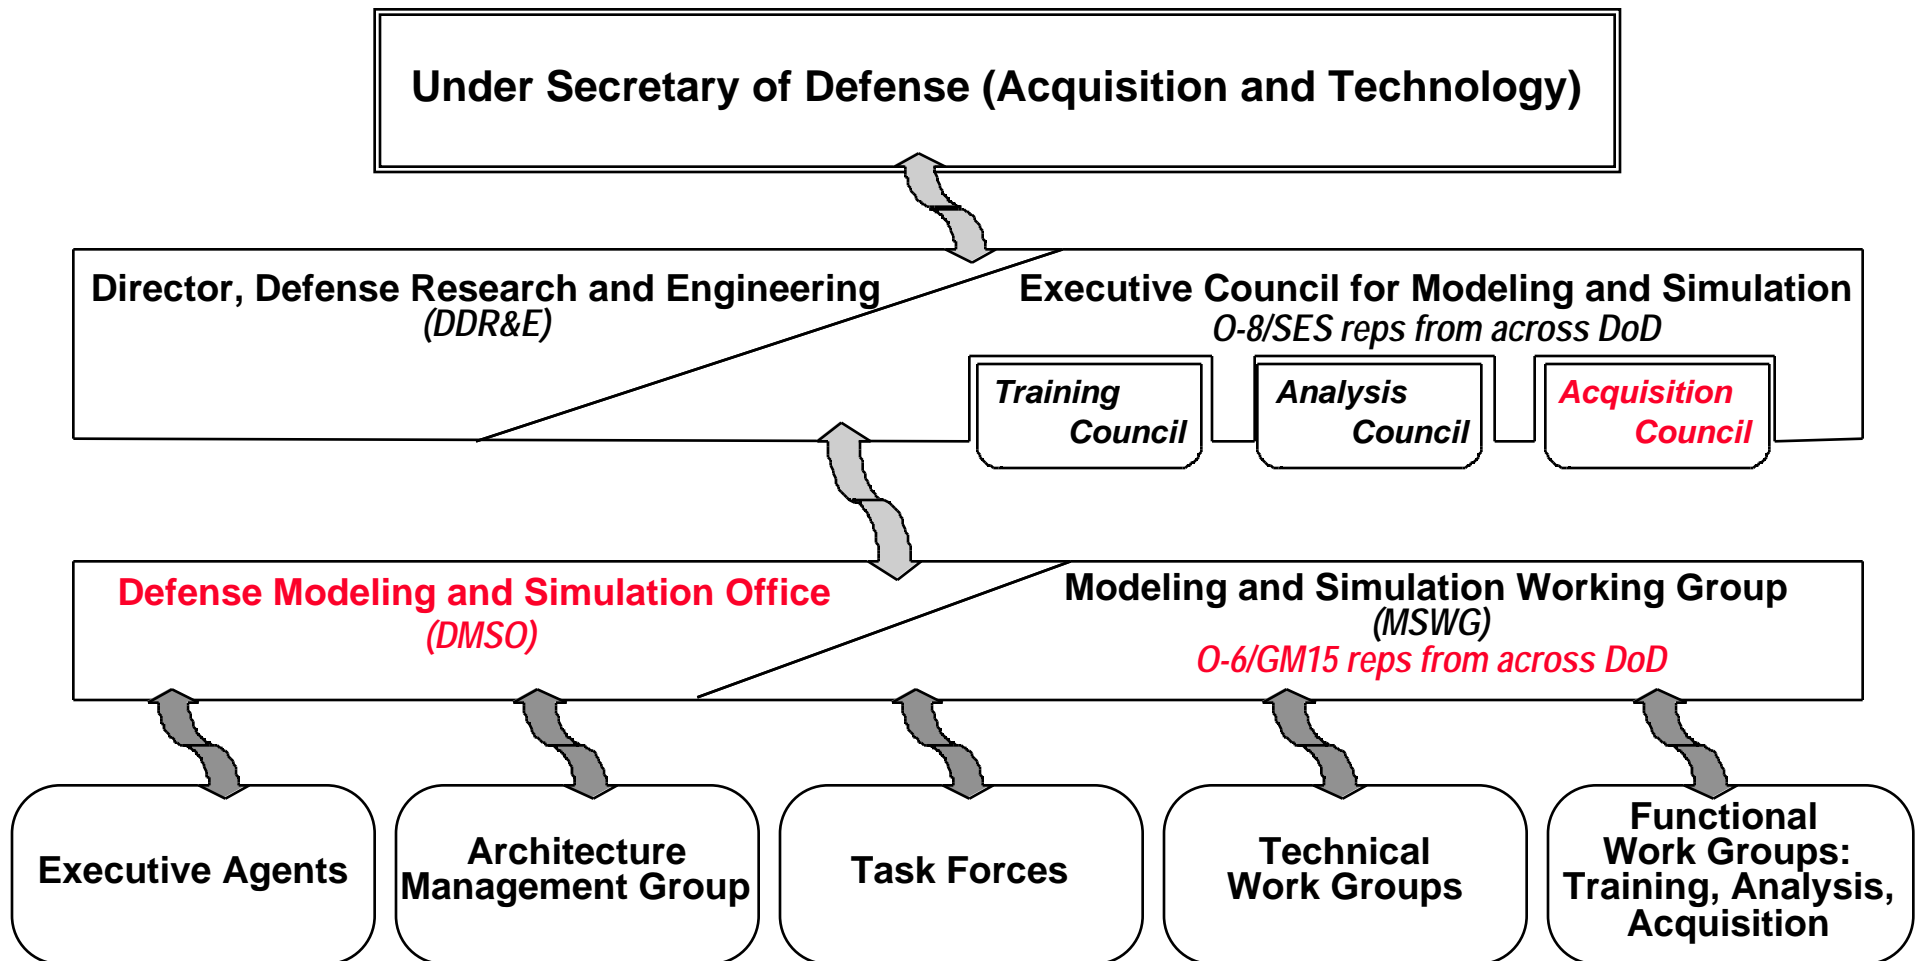 Under Secretary of Defense (Acquisition and Technology)
Director, Defense Research and Engineering
(DDR&E)
Executive Council for Modeling and Simulation
O-8/SES reps from across DoD
Training
Council
Analysis
Council
Acquisition
Council
Defense Modeling and Simulation Office
(DMSO)
Modeling and Simulation Working Group
(MSWG)
O-6/GM15 reps from across DoD
Executive Agents
Architecture
Management Group
Task Forces
Technical
Work Groups
Functional
Work Groups:
Training, Analysis,
Acquisition